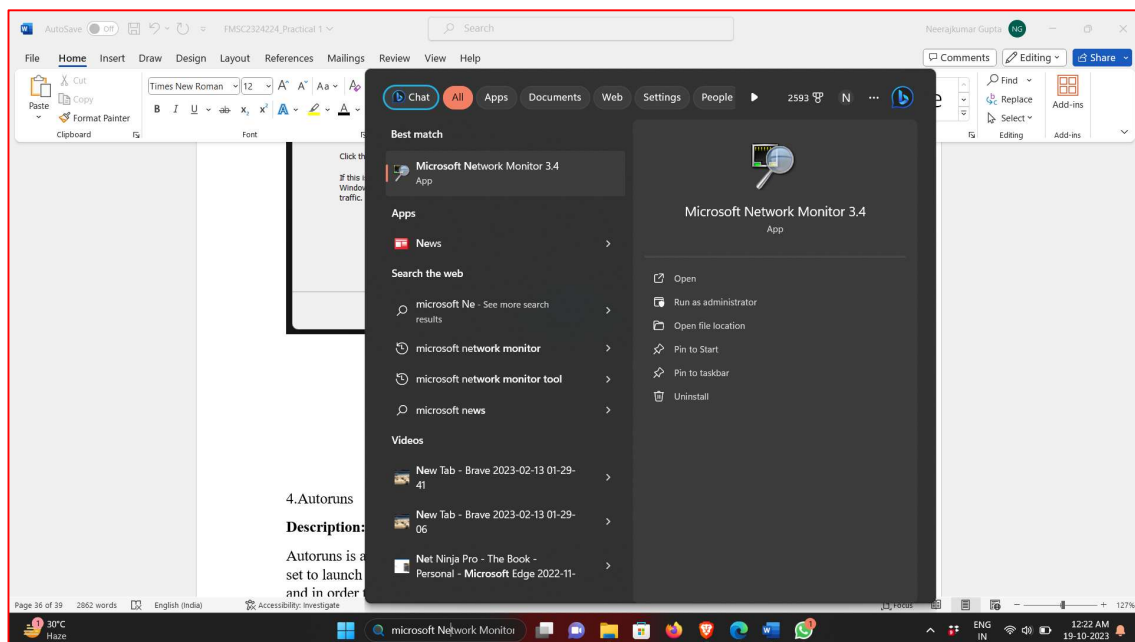 AutoSave Off FMSC2324224_Practical 1 Search Neerajkumar Gupta NG
File Home Insert Draw Design Layout References Mailings Review View Help Comments Editing Share
Paste Cut Copy Format Painter Clipboard
Times New Roman 12 Font
Find Replace Select Editing
Add-ins Add-ins
Click th
If this i
Window
traffic.
4.Autoruns
Description:
Autoruns is a
set to launch
and in order t
Chat All Apps Documents Web Settings People 2593 N
Best match
Microsoft Network Monitor 3.4
App
Apps
News
Search the web
microsoft Ne - See more search
results
microsoft network monitor
microsoft network monitor tool
microsoft news
Videos
New Tab - Brave 2023-02-13 01-29-
41
New Tab - Brave 2023-02-13 01-29-
06
Net Ninja Pro - The Book -
Personal - Microsoft Edge 2022-11-
Microsoft Network Monitor 3.4
App
Open
Run as administrator
Open file location
Pin to Start
Pin to taskbar
Uninstall
Page 36 of 39 2862 words English (India) Accessibility: Investigate Focus 127%
30°C
Haze
microsoft Network Monitor
ENG
IN
12:22 AM
19-10-2023